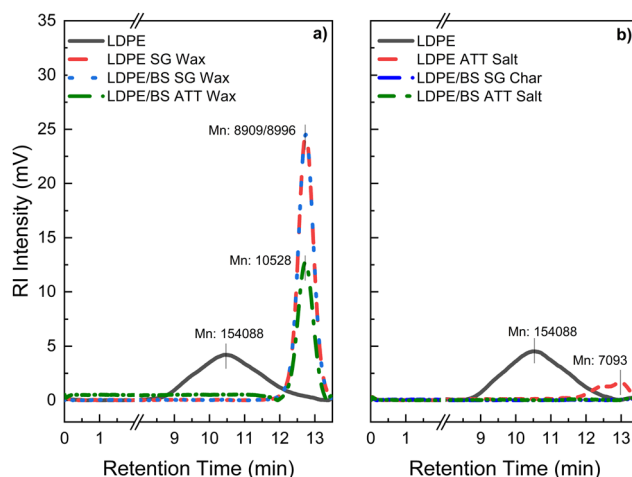 a)
LDPE
LDPE SG Wax
LDPE/BS SG Wax
LDPE/BS ATT Wax
Mn: 8909/8996
Mn: 10528
Mn: 154088
35
30
25
20
15
10
5
0
RI Intensity (mV)
0 1 9 10 11 12 13
Retention Time (min)
b)
LDPE
LDPE ATT Salt
LDPE/BS SG Char
LDPE/BS ATT Salt
Mn: 154088
Mn: 7093
0 1 9 10 11 12 13
Retention Time (min)